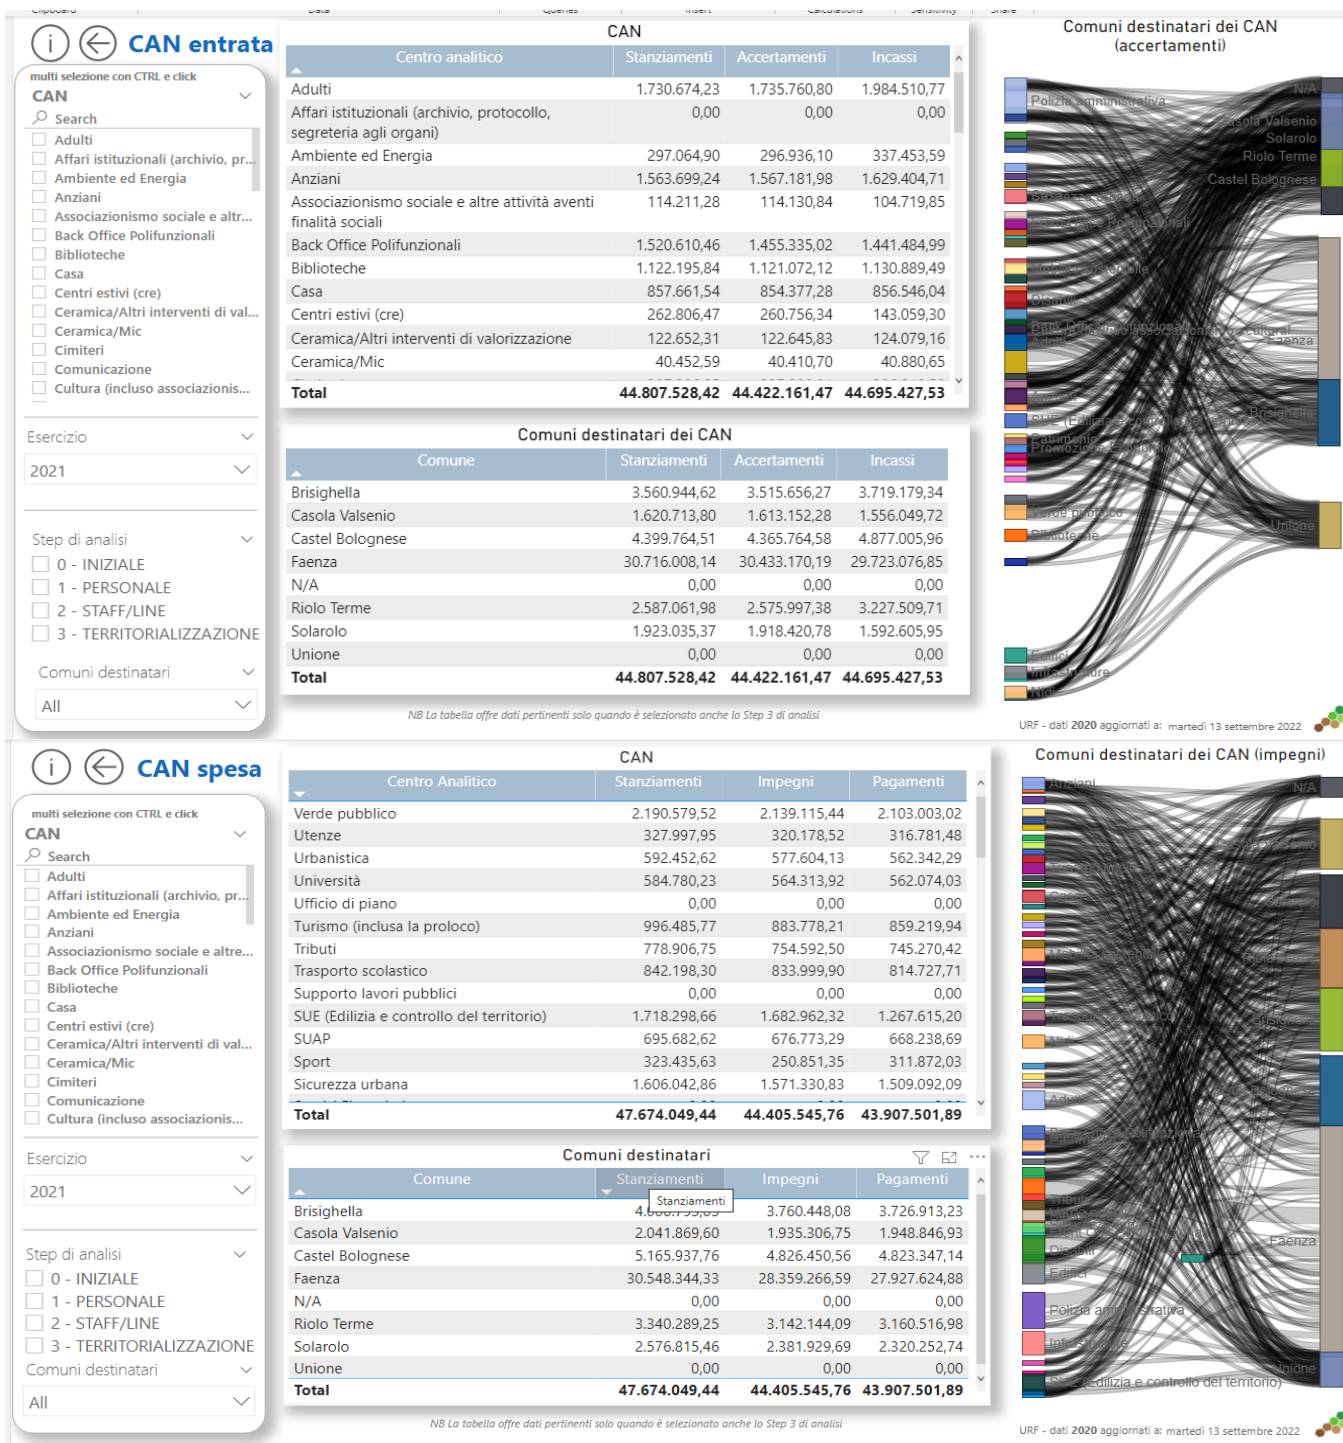 Clipboard Data Queries Insert Calculations Sensitivity Share
CAN entrata
multi selezione con CTRL e click
CAN
Search
Adulti
Affari istituzionali (archivio, pr...
Ambiente ed Energia
Anziani
Associazionismo sociale e altr...
Back Office Polifunzionali
Biblioteche
Casa
Centri estivi (cre)
Ceramica/Altri interventi di val...
Ceramica/Mic
Cimiteri
Comunicazione
Cultura (incluso associazionis...
Esercizio
2021
Step di analisi
0 - INIZIALE
1 - PERSONALE
2 - STAFF/LINE
3 - TERRITORIALIZZAZIONE
Comuni destinatari
All
CAN
Centro analitico Stanziamenti Accertamenti Incassi
Adulti 1.730.674,23 1.735.760,80 1.984.510,77
Affari istituzionali (archivio, protocollo, 0,00 0,00 0,00
segreteria agli organi)
Ambiente ed Energia 297.064,90 296.936,10 337.453,59
Anziani 1.563.699,24 1.567.181,98 1.629.404,71
Associazionismo sociale e altre attività aventi 114.211,28 114.130,84 104.719,85
finalità sociali
Back Office Polifunzionali 1.520.610,46 1.455.335,02 1.441.484,99
Biblioteche 1.122.195,84 1.121.072,12 1.130.889,49
Casa 857.661,54 854.377,28 856.546,04
Centri estivi (cre) 262.806,47 260.756,34 143.059,30
Ceramica/Altri interventi di valorizzazione 122.652,31 122.645,83 124.079,16
Ceramica/Mic 40.452,59 40.410,70 40.880,65
Total 44.807.528,42 44.422.161,47 44.695.427,53
Comuni destinatari dei CAN
Comune Stanziamenti Accertamenti Incassi
Brisighella 3.560.944,62 3.515.656,27 3.719.179,34
Casola Valsenio 1.620.713,80 1.613.152,28 1.556.049,72
Castel Bolognese 4.399.764,51 4.365.764,58 4.877.005,96
Faenza 30.716.008,14 30.433.170,19 29.723.076,85
N/A 0,00 0,00 0,00
Riolo Terme 2.587.061,98 2.575.997,38 3.227.509,71
Solarolo 1.923.035,37 1.918.420,78 1.592.605,95
Unione 0,00 0,00 0,00
Total 44.807.528,42 44.422.161,47 44.695.427,53
NB La tabella offre dati pertinenti solo quando è selezionato anche lo Step 3 di analisi
Comuni destinatari dei CAN
(accertamenti)
N/A
Polizia amministrativa
Casola Valsenio
Solarolo
Riolo Terme
Castel Bolognese
Disabili
Faenza
Brisighella
SUE (Edilizia e controllo
Patrimonio
Verde pubblico
Unione
Biblioteche
Edifici
Infrastrutture
Nidi
URF - dati 2020 aggiornati a: martedì 13 settembre 2022
CAN spesa
multi selezione con CTRL e click
CAN
Search
Adulti
Affari istituzionali (archivio, pr...
Ambiente ed Energia
Anziani
Associazionismo sociale e altre...
Back Office Polifunzionali
Biblioteche
Casa
Centri estivi (cre)
Ceramica/Altri interventi di val...
Ceramica/Mic
Cimiteri
Comunicazione
Cultura (incluso associazionis...
Esercizio
2021
Step di analisi
0 - INIZIALE
1 - PERSONALE
2 - STAFF/LINE
3 - TERRITORIALIZZAZIONE
Comuni destinatari
All
CAN
Centro Analitico Stanziamenti Impegni Pagamenti
Verde pubblico 2.190.579,52 2.139.115,44 2.103.003,02
Utenze 327.997,95 320.178,52 316.781,48
Urbanistica 592.452,62 577.604,13 562.342,29
Università 584.780,23 564.313,92 562.074,03
Ufficio di piano 0,00 0,00 0,00
Turismo (inclusa la proloco) 996.485,77 883.778,21 859.219,94
Tributi 778.906,75 754.592,50 745.270,42
Trasporto scolastico 842.198,30 833.999,90 814.727,71
Supporto lavori pubblici 0,00 0,00 0,00
SUE (Edilizia e controllo del territorio) 1.718.298,66 1.682.962,32 1.267.615,20
SUAP 695.682,62 676.773,29 668.238,69
Sport 323.435,63 250.851,35 311.872,03
Sicurezza urbana 1.606.042,86 1.571.330,83 1.509.092,09
Total 47.674.049,44 44.405.545,76 43.907.501,89
Comuni destinatari
Comune Stanziamenti Impegni Pagamenti
Stanziamenti
Brisighella 3.760.448,08 3.726.913,23
Casola Valsenio 2.041.869,60 1.935.306,75 1.948.846,93
Castel Bolognese 5.165.937,76 4.826.450,56 4.823.347,14
Faenza 30.548.344,33 28.359.266,59 27.927.624,88
N/A 0,00 0,00 0,00
Riolo Terme 3.340.289,25 3.142.144,09 3.160.516,98
Solarolo 2.576.815,46 2.381.929,69 2.320.252,74
Unione 0,00 0,00 0,00
Total 47.674.049,44 44.405.545,76 43.907.501,89
NB La tabella offre dati pertinenti solo quando è selezionato anche lo Step 3 di analisi
Comuni destinatari dei CAN (impegni)
Anziani
N/A
Nidi
Adulti
Tributi
Disabili
Faenza
Edifici
Polizia amministrativa
Infrastrutture
Unione
SUE (Edilizia e controllo del territorio)
URF - dati 2020 aggiornati a: martedì 13 settembre 2022